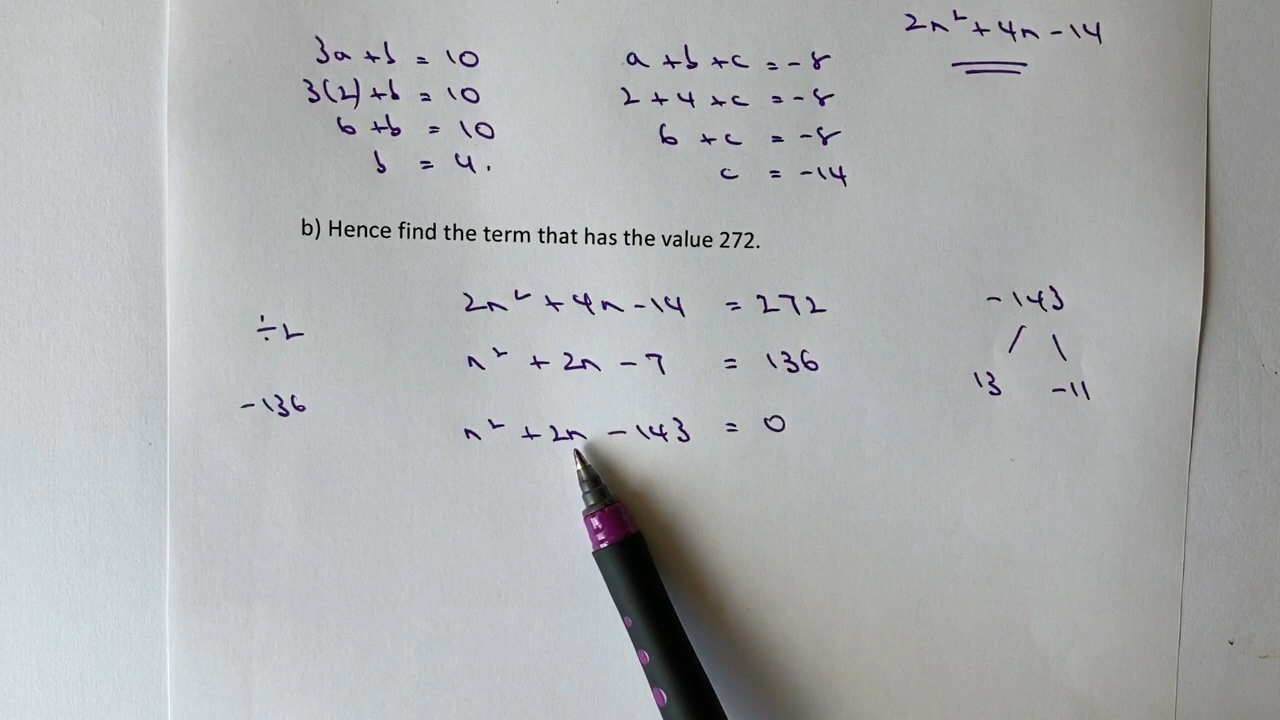 2n² + 4n - 14
3a + b = 10
3(2) + b = 10
6 + b = 10
b = 4.
a + b + c = -8
2 + 4 + c = -8
6 + c = -8
c = -14
b) Hence find the term that has the value 272.
2n² + 4n - 14 = 272
÷2
n² + 2n - 7 = 136
-136
n² + 2n - 143 = 0
-143
13 -11